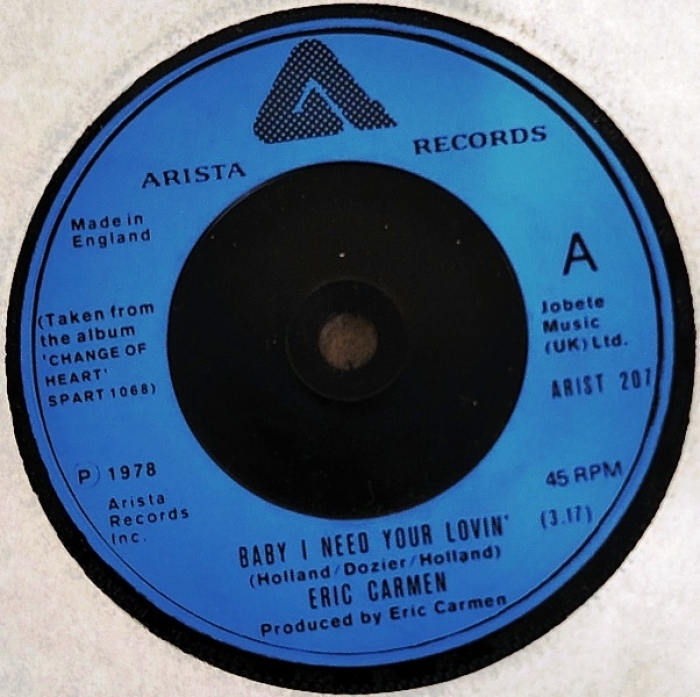 ARISTA RECORDS
Made in
England
A
(Taken from
the album
'CHANGE OF
HEART'
SPART 1068)
Jobete
Music
(UK) Ltd.
ARIST 207
P 1978
Arista
Records
Inc.
45 RPM
(3.17)
BABY I NEED YOUR LOVIN'
(Holland/Dozier/Holland)
ERIC CARMEN
Produced by Eric Carmen